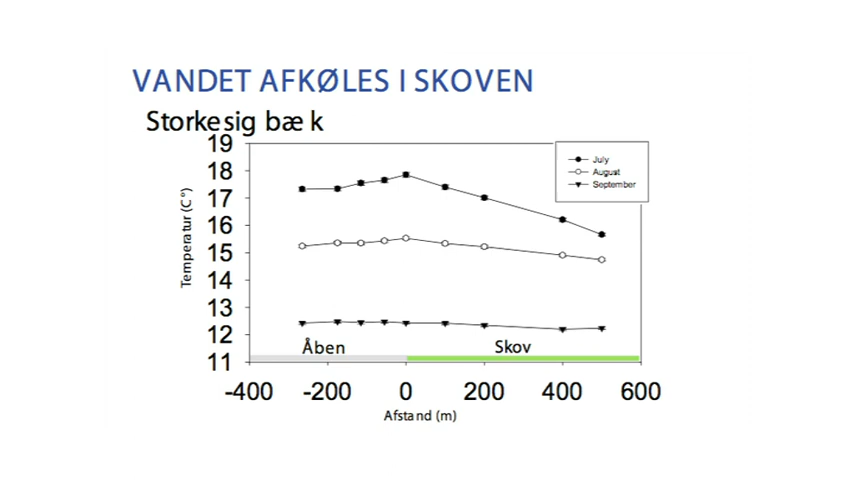 VANDET AFKØLES I SKOVEN
Storkesig bæk
19
18
17
16
15
14
13
12
11
Temperatur (C°)
July
August
September
Åben
Skov
-400 -200 0 200 400 600
Afstand (m)